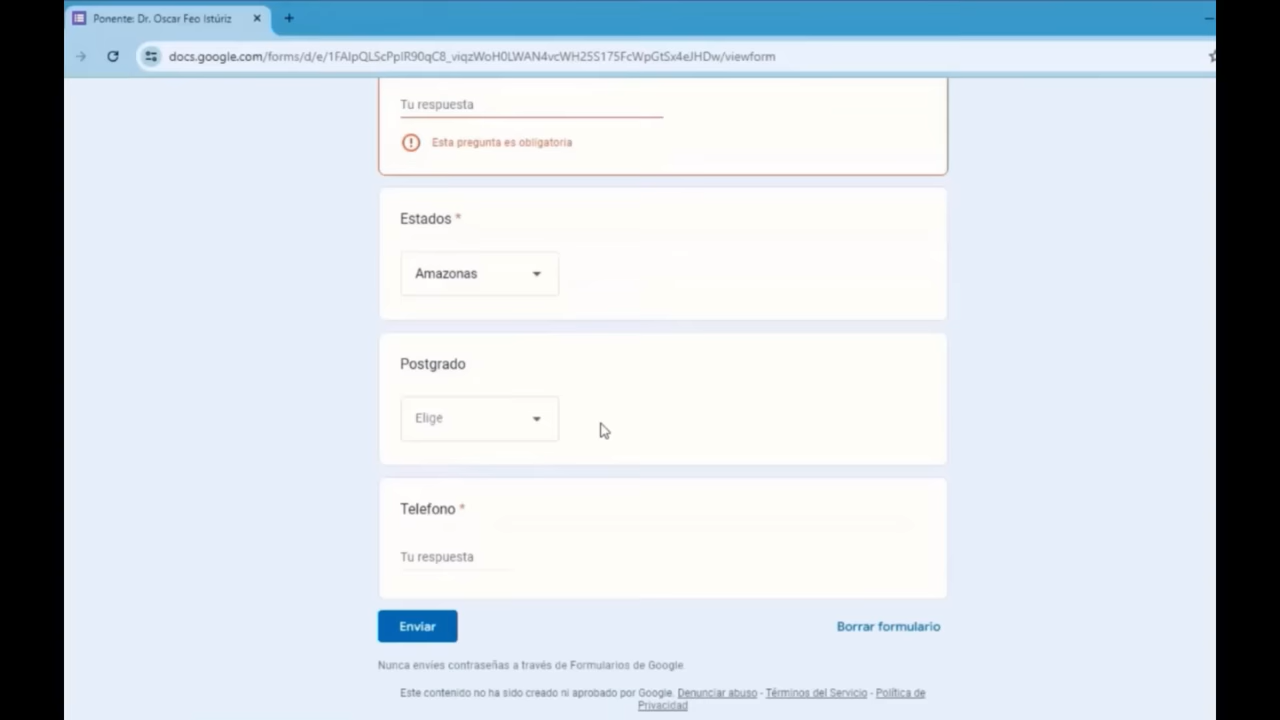 Ponente: Dr. Oscar Feo Istúriz
docs.google.com/forms/d/e/1FAIpQLScPpIR90qC8_viqzWoH0LWAN4vcWH25S175FcWpGtSx4eJHDw/viewform
Tu respuesta
Esta pregunta es obligatoria
Estados *
Amazonas
Postgrado
Elige
Telefono *
Tu respuesta
Enviar
Borrar formulario
Nunca envíes contraseñas a través de Formularios de Google.
Este contenido no ha sido creado ni aprobado por Google. Denunciar abuso - Términos del Servicio - Política de
Privacidad